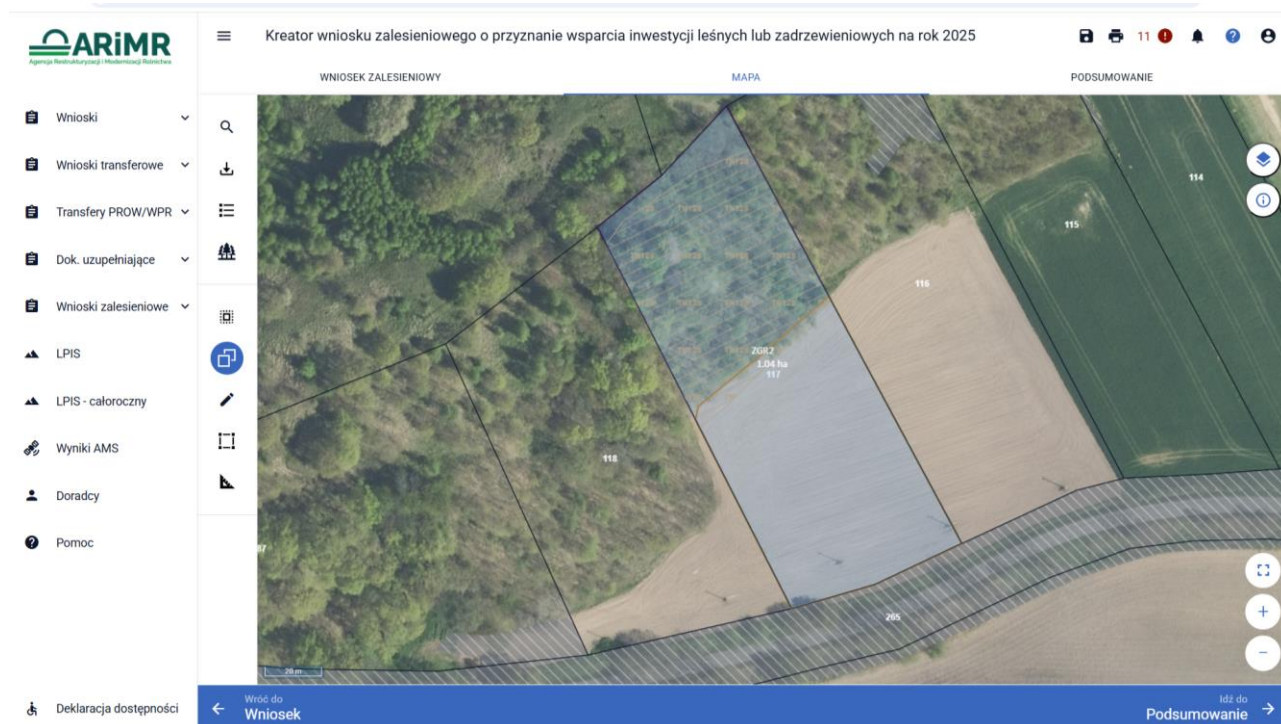 ARiMR
Agencja Restrukturyzacji i Modernizacji Rolnictwa
Kreator wniosku zalesieniowego o przyznanie wsparcia inwestycji leśnych lub zadrzewieniowych na rok 2025
11
WNIOSEK ZALESIENIOWY
MAPA
PODSUMOWANIE
Wnioski
Wnioski transferowe
Transfery PROW/WPR
Dok. uzupełniające
Wnioski zalesieniowe
LPIS
LPIS - całoroczny
Wyniki AMS
Doradcy
Pomoc
Deklaracja dostępności
114
115
116
ZGR2
1.04 ha
117
118
265
20 m
Wróć do
Wniosek
Idź do
Podsumowanie